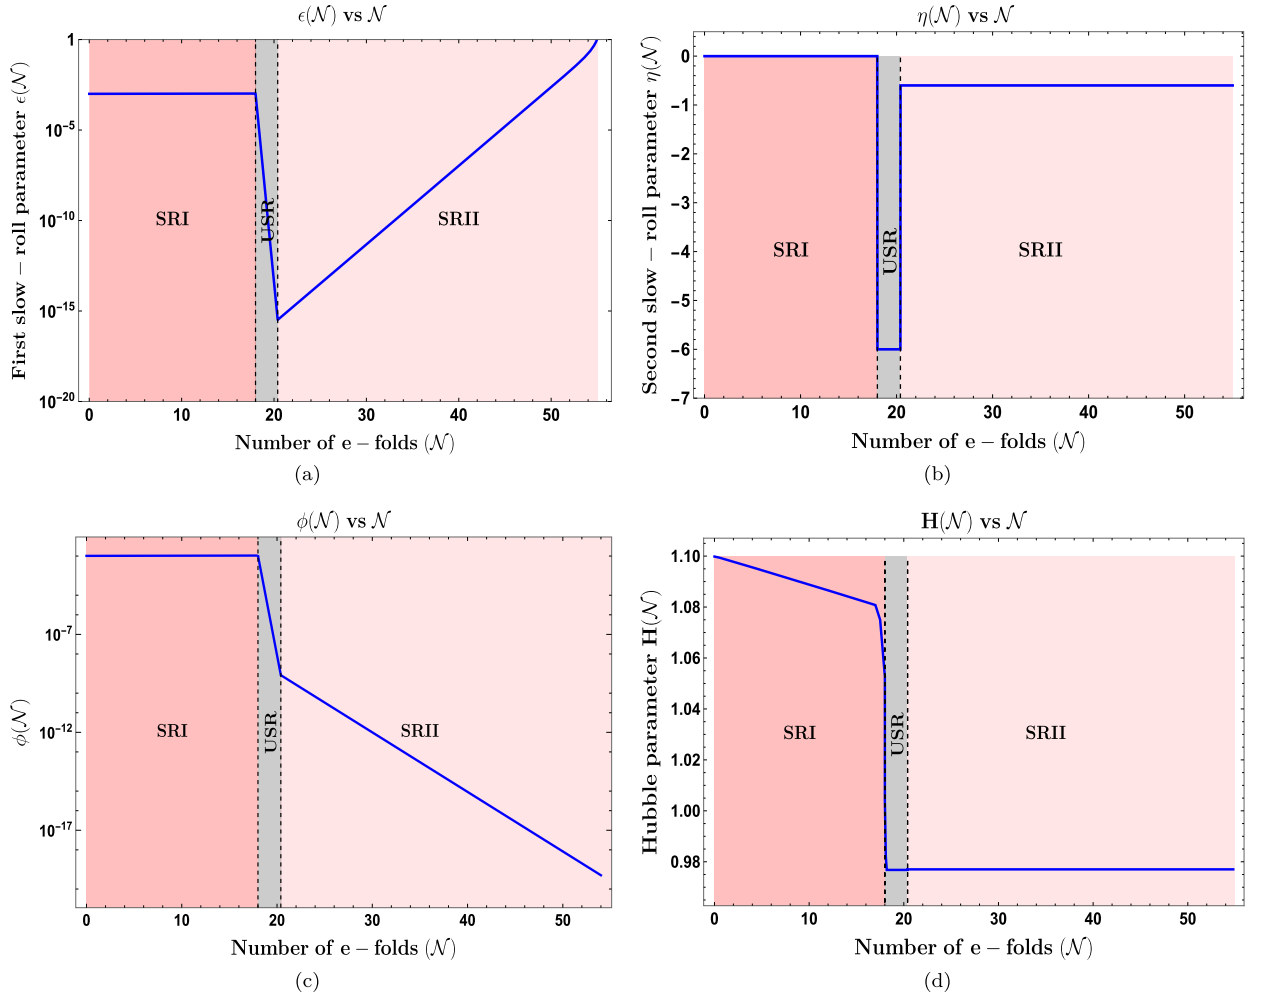 ϵ(𝒩) vs 𝒩
First slow − roll parameter ϵ(𝒩)
1
10⁻⁵
10⁻¹⁰
10⁻¹⁵
10⁻²⁰
SRI
USR
SRII
0 10 20 30 40 50
Number of e − folds (𝒩)
(a)
η(𝒩) vs 𝒩
Second slow − roll parameter η(𝒩)
0
−1
−2
−3
−4
−5
−6
−7
SRI
USR
SRII
0 10 20 30 40 50
Number of e − folds (𝒩)
(b)
ϕ(𝒩) vs 𝒩
ϕ(𝒩)
10⁻⁷
10⁻¹²
10⁻¹⁷
SRI
USR
SRII
0 10 20 30 40 50
Number of e − folds (𝒩)
(c)
H(𝒩) vs 𝒩
Hubble parameter H(𝒩)
1.10
1.08
1.06
1.04
1.02
1.00
0.98
SRI
USR
SRII
0 10 20 30 40 50
Number of e − folds (𝒩)
(d)